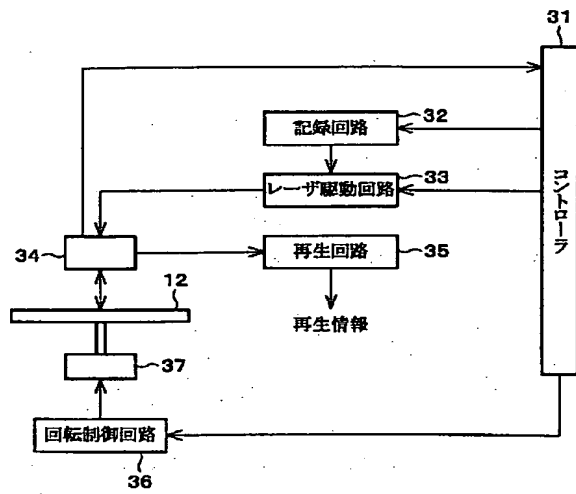 31
32
記録回路
33
レーザ駆動回路
コントローラ
34
再生回路
35
12
再生情報
37
回転制御回路
36